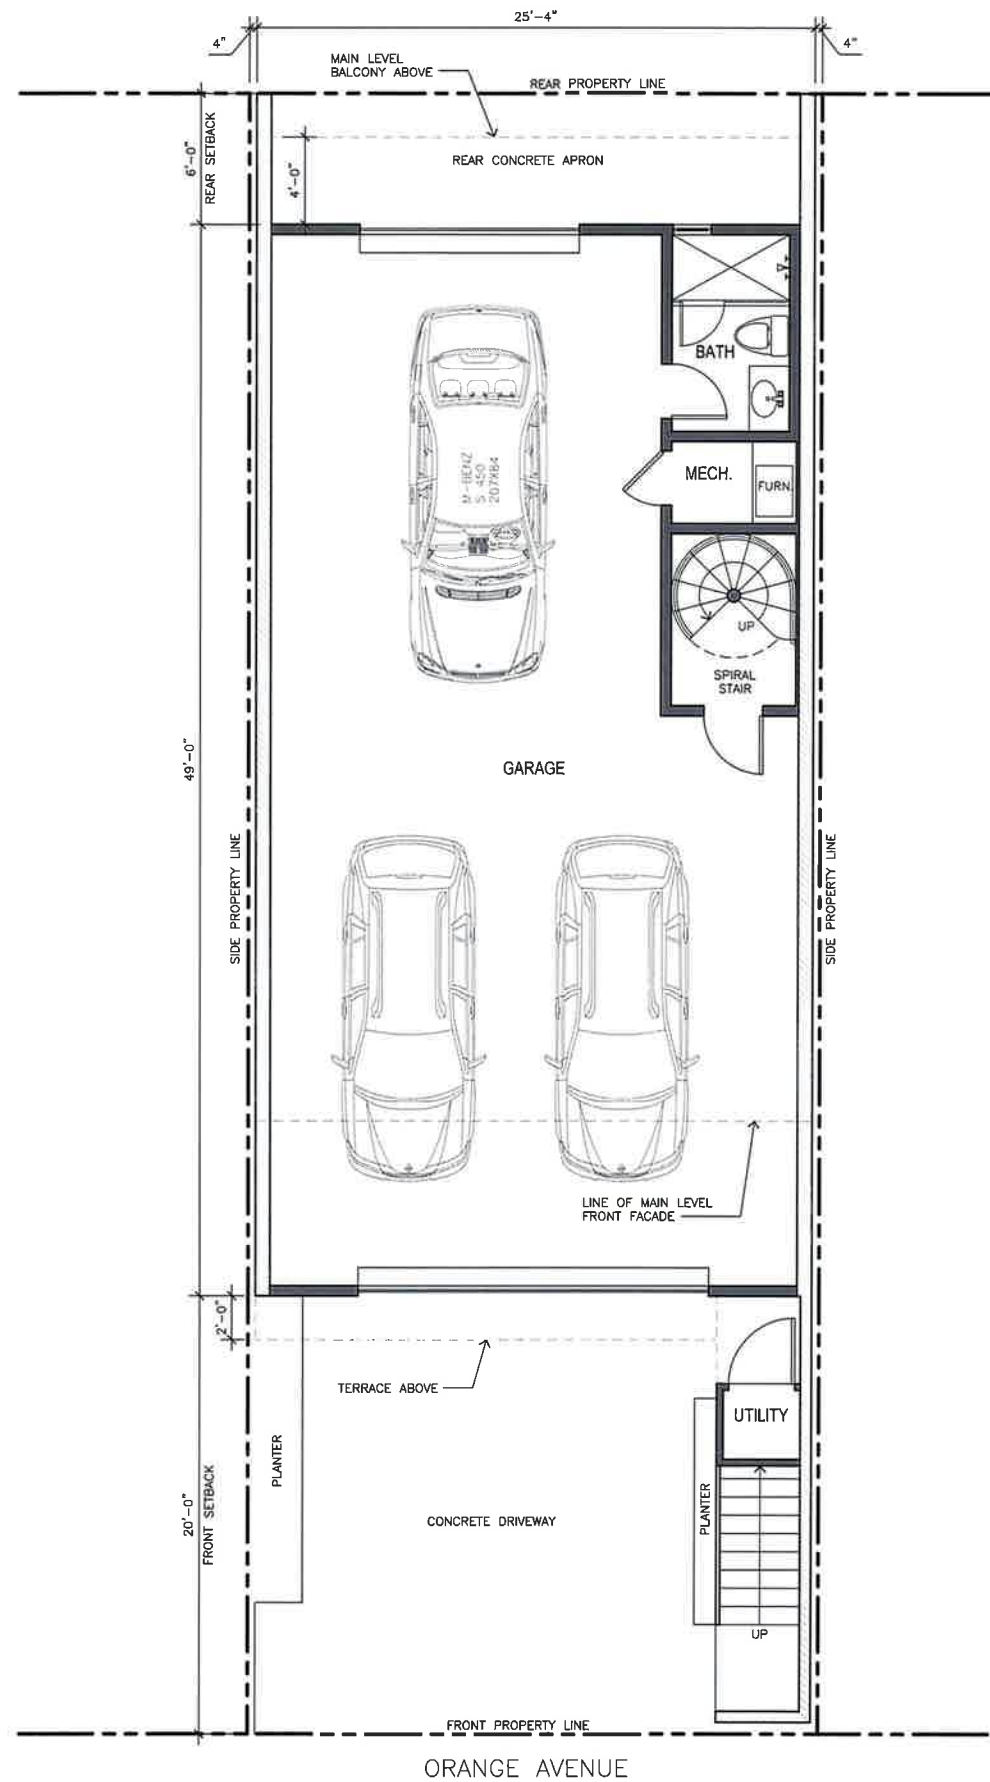 25'-4"
4"
4"
MAIN LEVEL
BALCONY ABOVE
REAR PROPERTY LINE
6'-0"
REAR SETBACK
4'-0"
REAR CONCRETE APRON
BATH
M-BENZ
S 450
207X84
MECH.
FURN.
UP
SPIRAL
STAIR
49'-0"
GARAGE
SIDE PROPERTY LINE
SIDE PROPERTY LINE
LINE OF MAIN LEVEL
FRONT FACADE
2'-0"
TERRACE ABOVE
UTILITY
PLANTER
PLANTER
20'-0"
FRONT SETBACK
CONCRETE DRIVEWAY
UP
FRONT PROPERTY LINE
ORANGE AVENUE